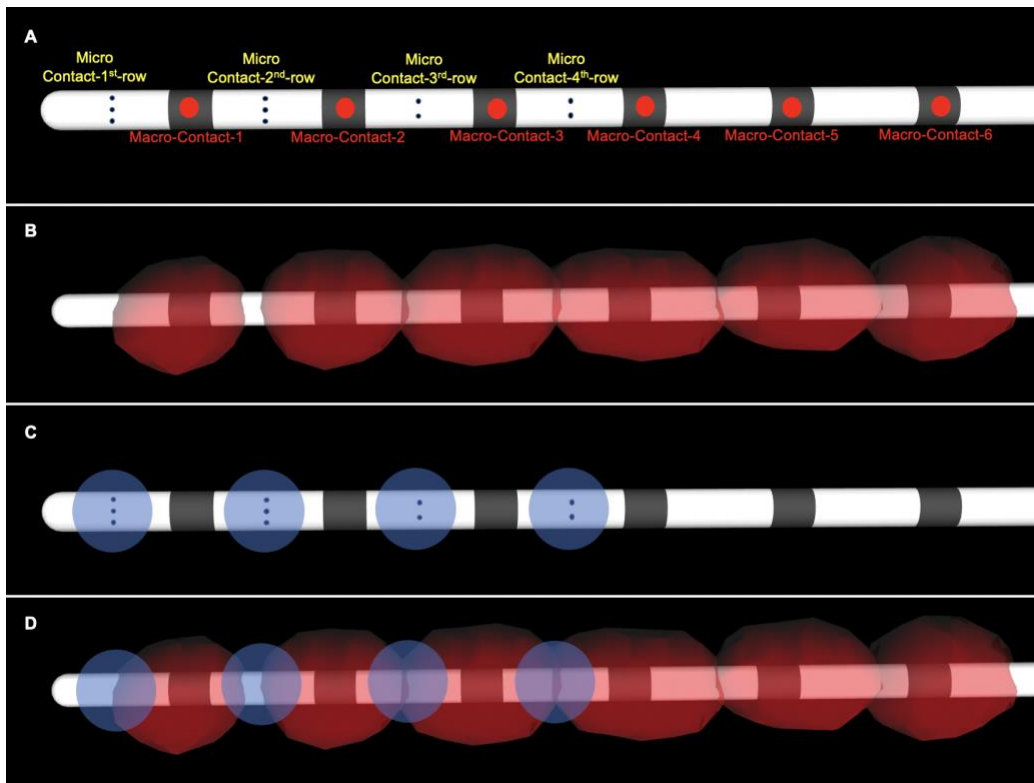 A
Micro
Contact-1st-row
Micro
Contact-2nd-row
Micro
Contact-3rd-row
Micro
Contact-4th-row
Macro-Contact-1
Macro-Contact-2
Macro-Contact-3
Macro-Contact-4
Macro-Contact-5
Macro-Contact-6
B
C
D